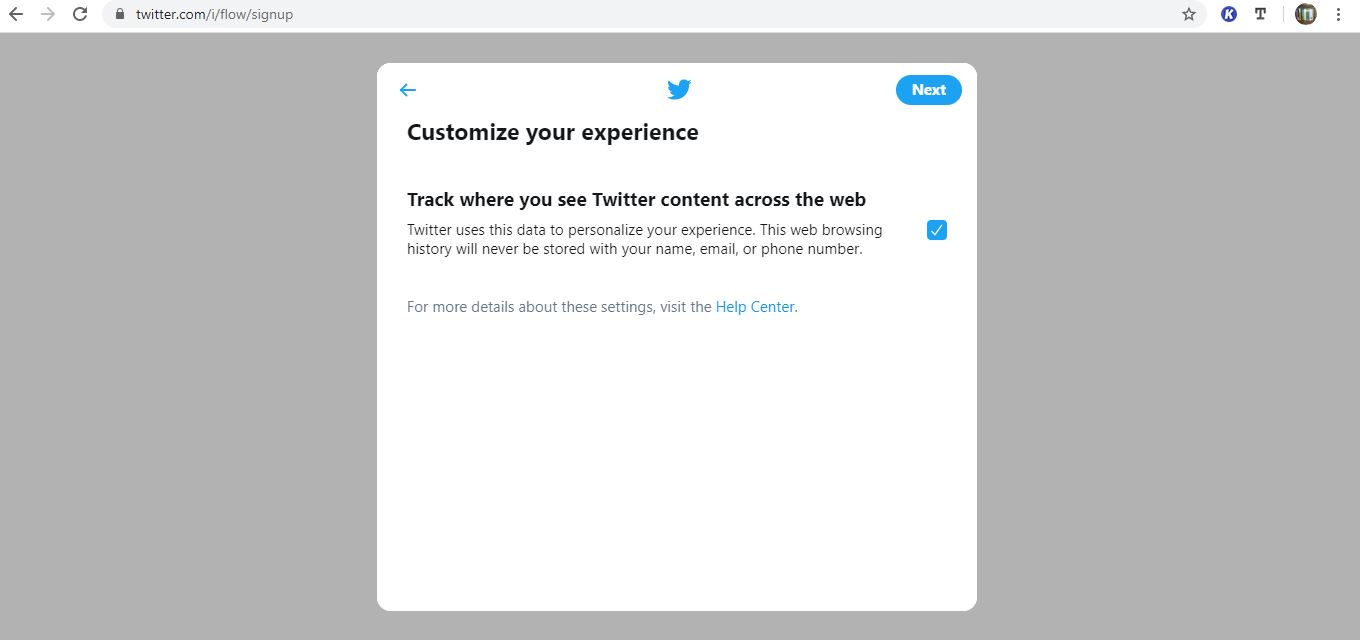 twitter.com/i/flow/signup
K T
Next
Customize your experience
Track where you see Twitter content across the web
Twitter uses this data to personalize your experience. This web browsing
history will never be stored with your name, email, or phone number.
For more details about these settings, visit the Help Center.